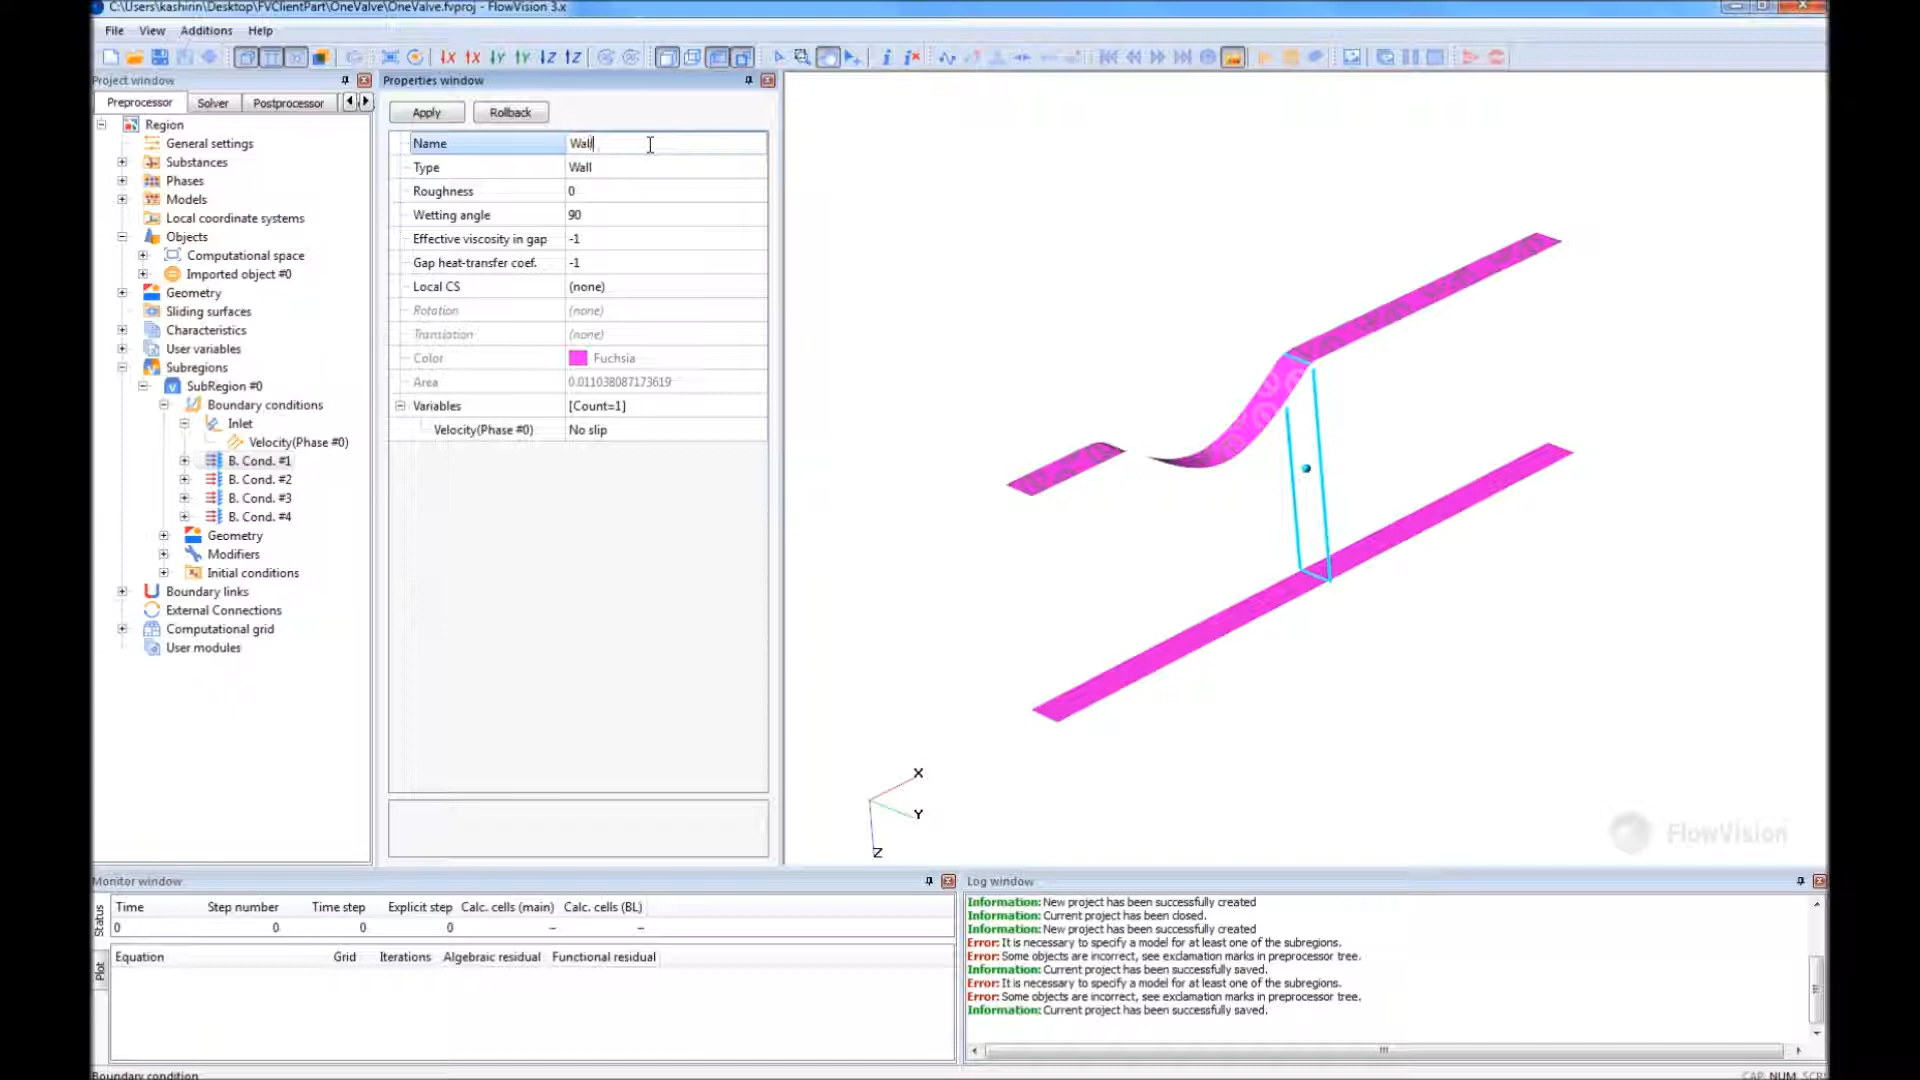 C:\Users\kashirin\Desktop\FVClientPart\OneValve\OneValve.fvproj - FlowVision 3.x
File View Additions Help
Project window
Properties window
Preprocessor Solver Postprocessor
Apply Rollback
Region
General settings
Substances
Phases
Models
Local coordinate systems
Objects
Computational space
Imported object #0
Geometry
Sliding surfaces
Characteristics
User variables
Subregions
SubRegion #0
Boundary conditions
Inlet
Velocity(Phase #0)
B. Cond. #1
B. Cond. #2
B. Cond. #3
B. Cond. #4
Geometry
Modifiers
Initial conditions
Boundary links
External Connections
Computational grid
User modules
Name Wall
Type Wall
Roughness 0
Wetting angle 90
Effective viscosity in gap -1
Gap heat-transfer coef. -1
Local CS (none)
Rotation (none)
Translation (none)
Color Fuchsia
Area 0.011038087173619
Variables [Count=1]
Velocity(Phase #0) No slip
X
Y
Z
FlowVision
Monitor window
Status
Plot
Time Step number Time step Explicit step Calc. cells (main) Calc. cells (BL)
0 0 0 0 -- --
Equation Grid Iterations Algebraic residual Functional residual
Log window
Information: New project has been successfully created
Information: Current project has been closed.
Information: New project has been successfully created
Error: It is necessary to specify a model for at least one of the subregions.
Error: Some objects are incorrect, see exclamation marks in preprocessor tree.
Information: Current project has been successfully saved.
Error: It is necessary to specify a model for at least one of the subregions.
Error: Some objects are incorrect, see exclamation marks in preprocessor tree.
Information: Current project has been successfully saved.
Boundary condition
CAP NUM SCR